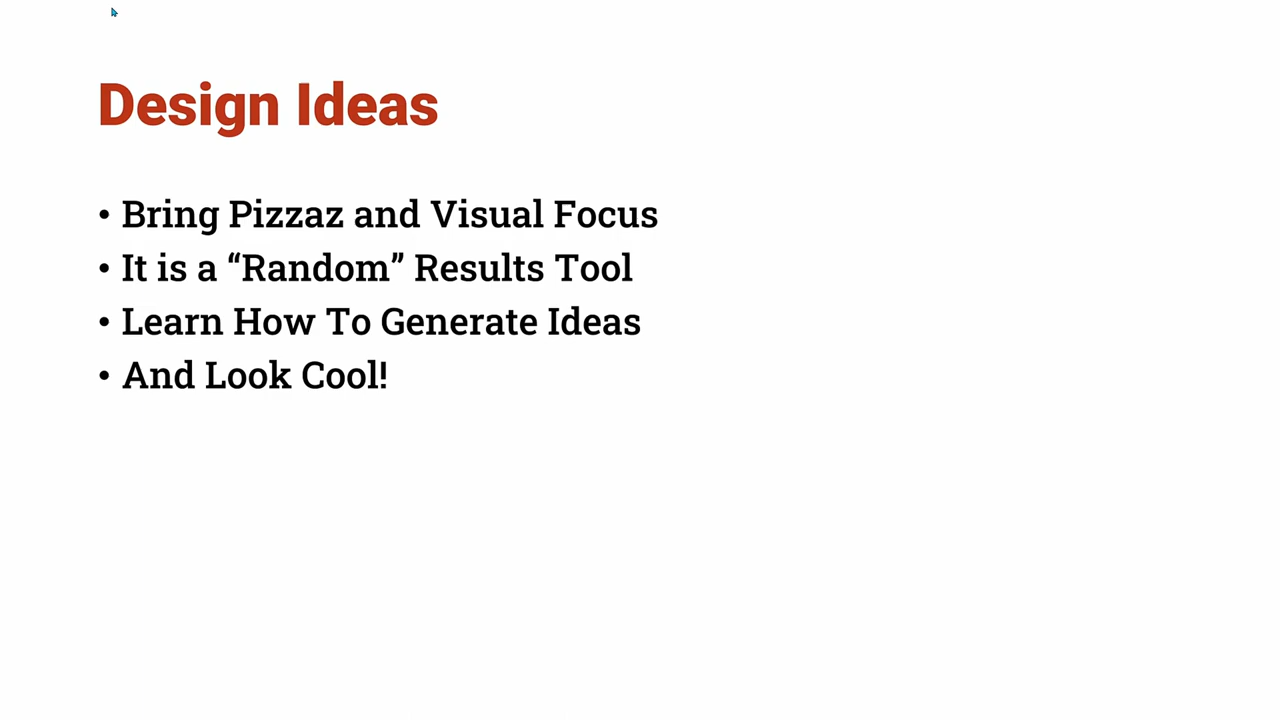 Design Ideas
• Bring Pizzaz and Visual Focus
• It is a “Random” Results Tool
• Learn How To Generate Ideas
• And Look Cool!